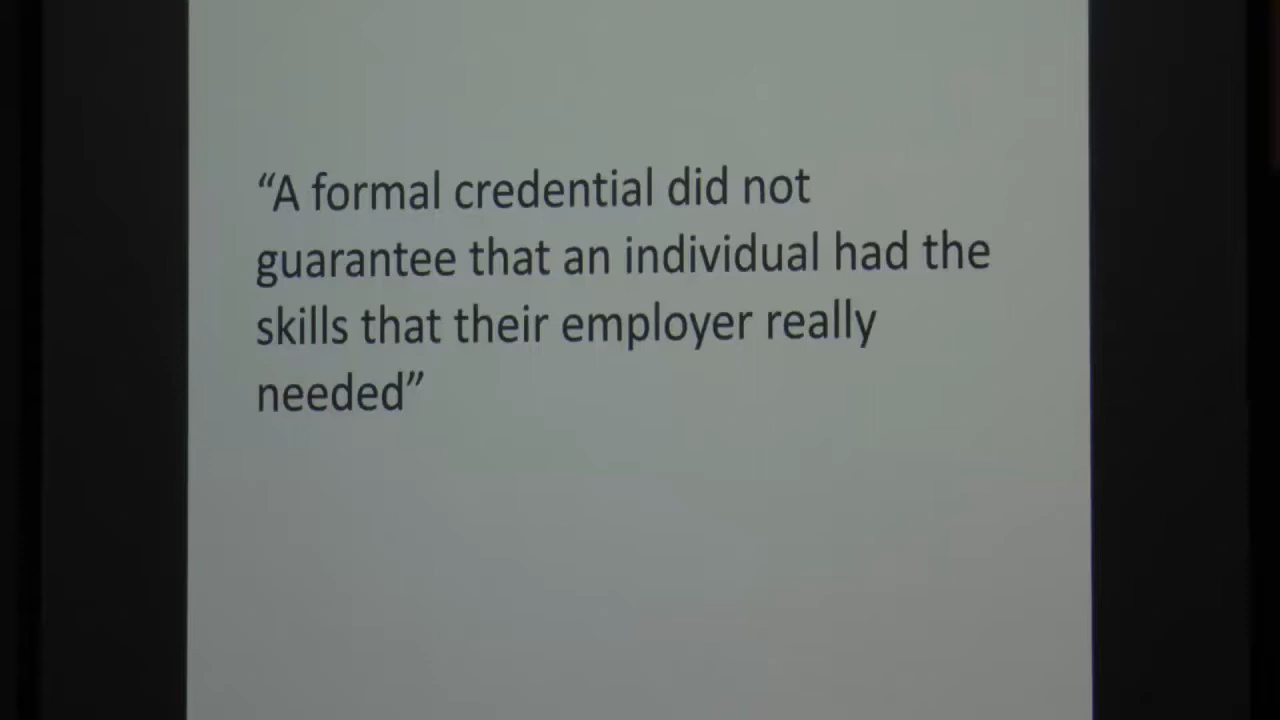 “A formal credential did not
guarantee that an individual had the
skills that their employer really
needed”